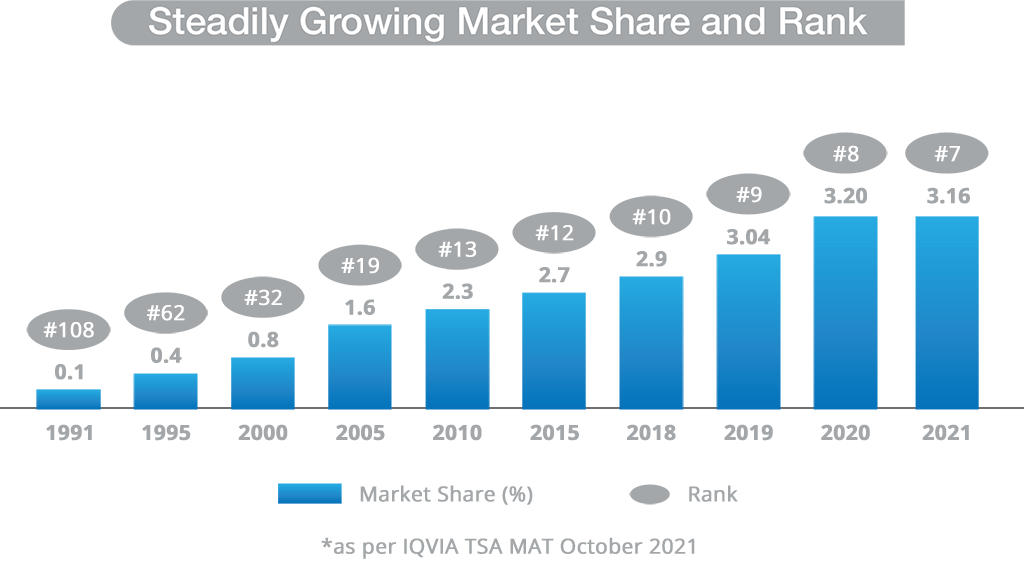 Steadily Growing Market Share and Rank
#108 #62 #32 #19 #13 #12 #10 #9 #8 #7
0.1 0.4 0.8 1.6 2.3 2.7 2.9 3.04 3.20 3.16
1991 1995 2000 2005 2010 2015 2018 2019 2020 2021
Market Share (%) Rank
*as per IQVIA TSA MAT October 2021